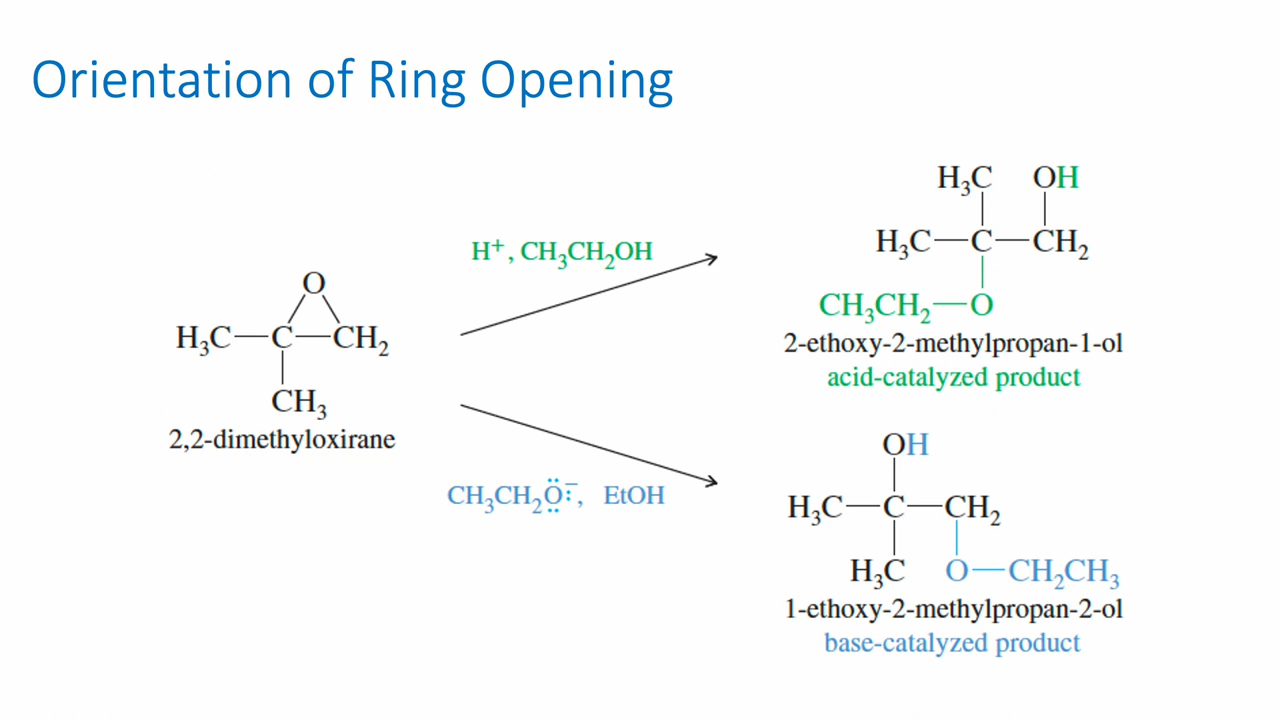 Orientation of Ring Opening
H₃C OH
H⁺, CH₃CH₂OH
H₃C—C—CH₂
O
CH₃CH₂—O
H₃C—C—CH₂
2-ethoxy-2-methylpropan-1-ol
acid-catalyzed product
CH₃
2,2-dimethyloxirane
OH
CH₃CH₂Ö:⁻, EtOH
H₃C—C—CH₂
H₃C O—CH₂CH₃
1-ethoxy-2-methylpropan-2-ol
base-catalyzed product